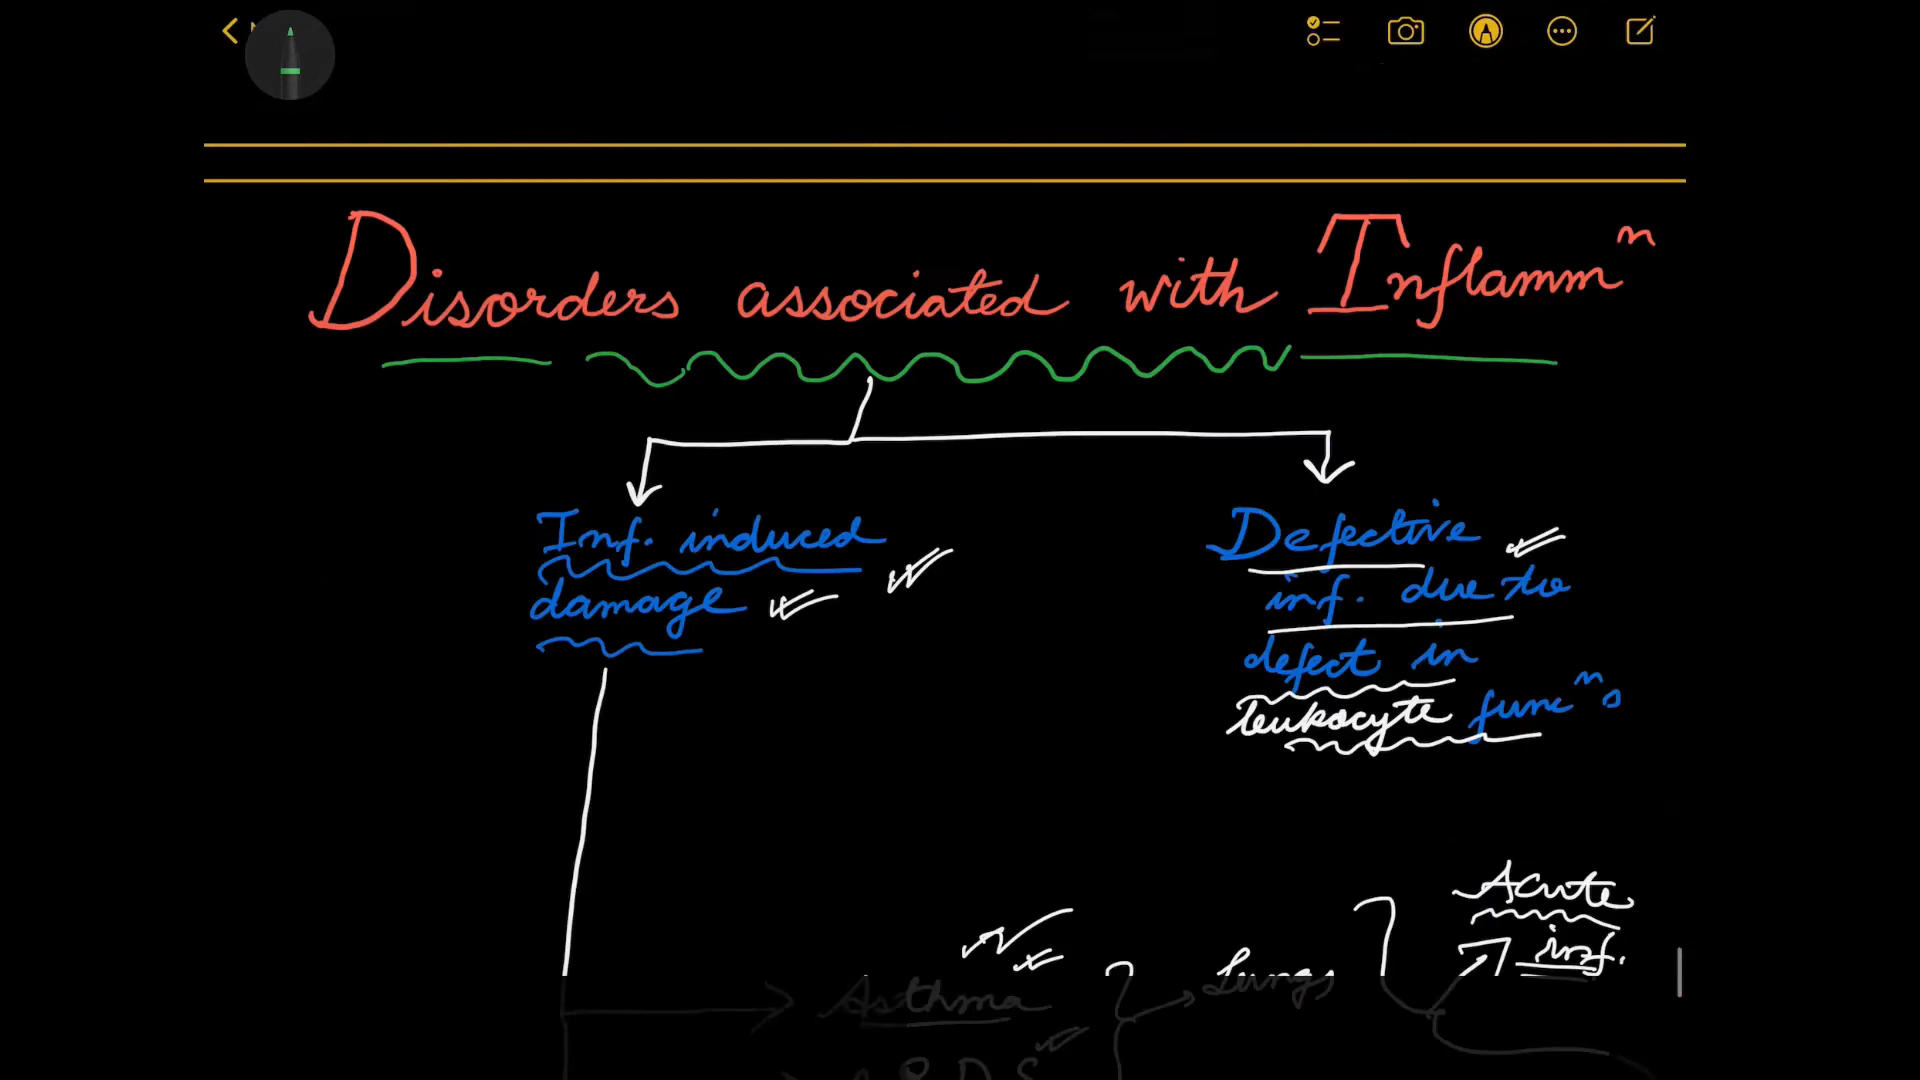 Disorders associated with Inflammⁿ
Inf. induced
damage
Defective
inf. due to
defect in
leukocyte funcⁿs
Acute
inf.
Asthma
Lungs
ARDS